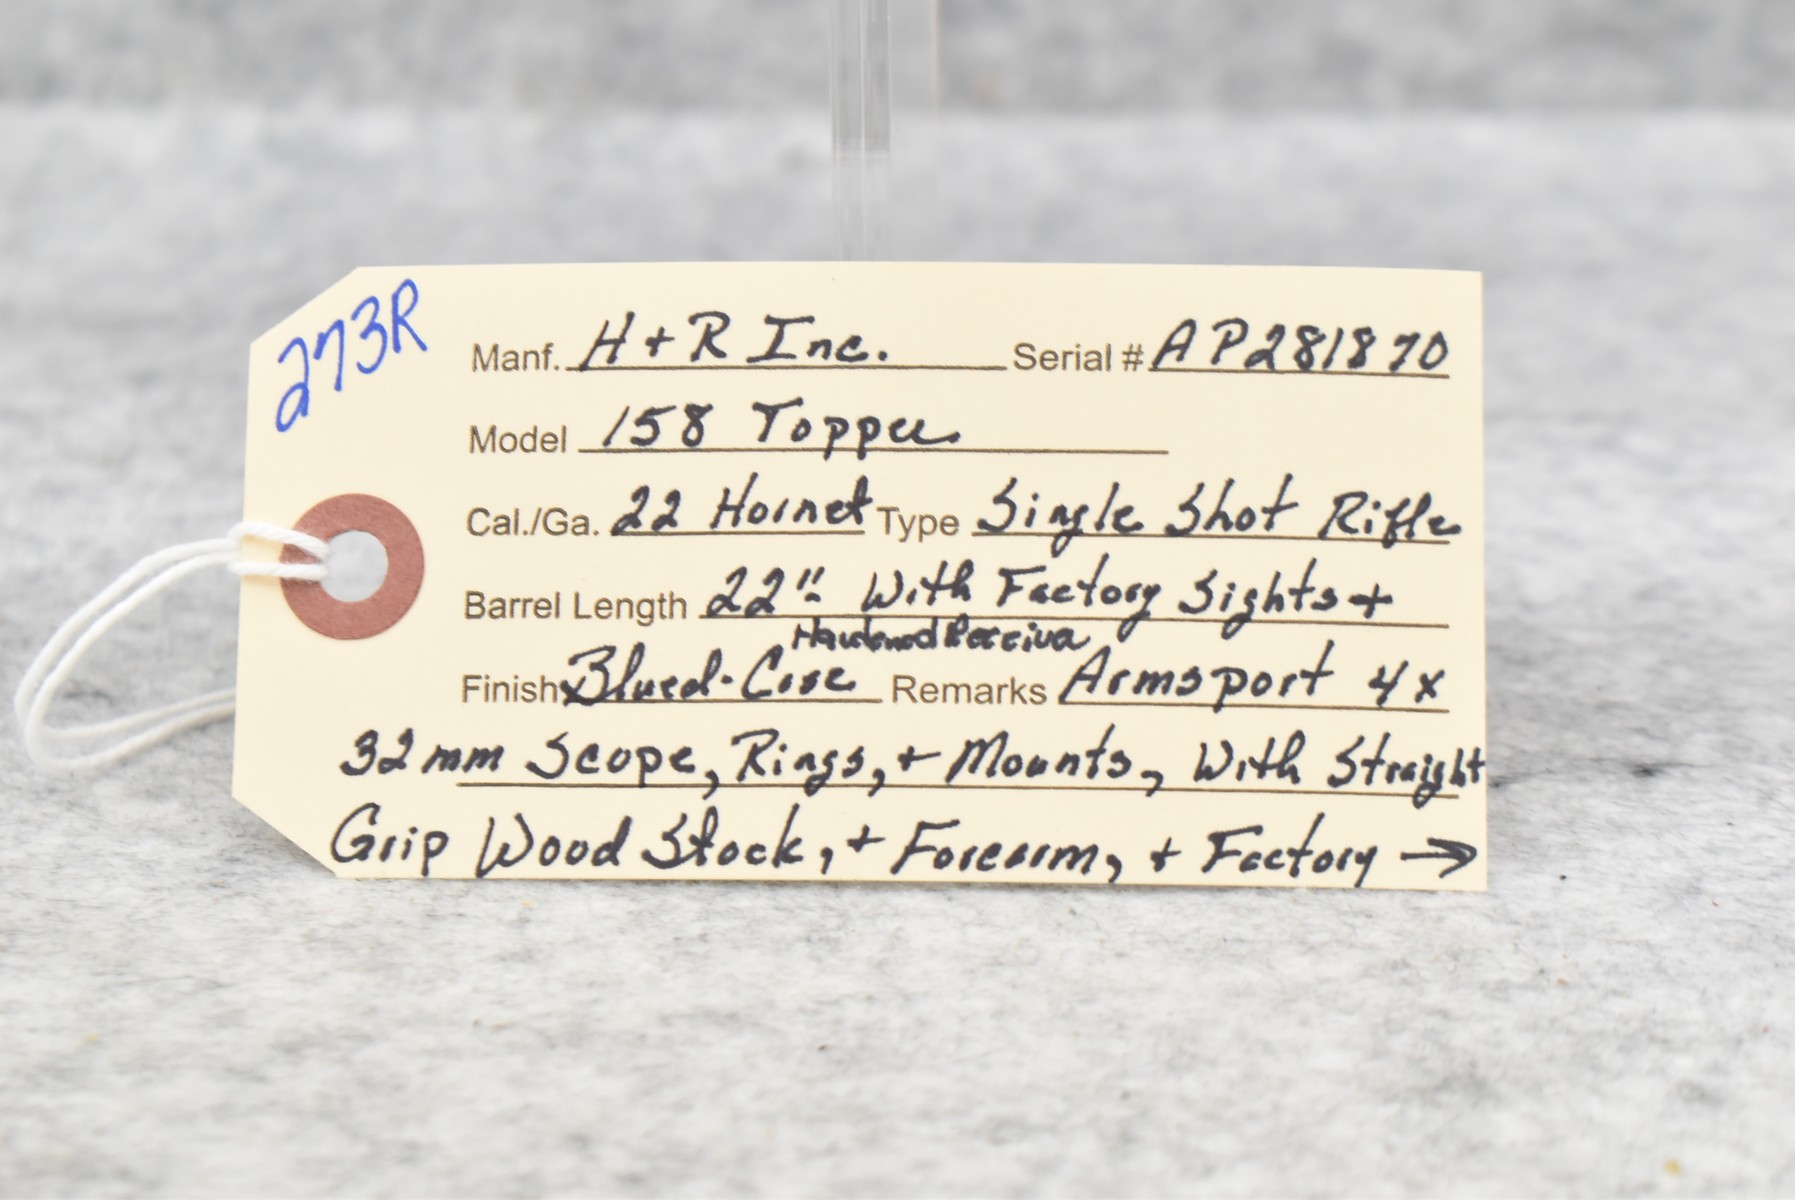 273R
Manf. H + R Inc. Serial # AP281870
Model 158 Topper
Cal./Ga. 22 Hornet Type Single Shot Rifle
Barrel Length 22" With Factory Sights +
Hardened Receiver
Finish Blued-Case Remarks Armsport 4x
32mm Scope, Rings, + Mounts, With Straight
Grip Wood Stock, + Forearm, + Factory →